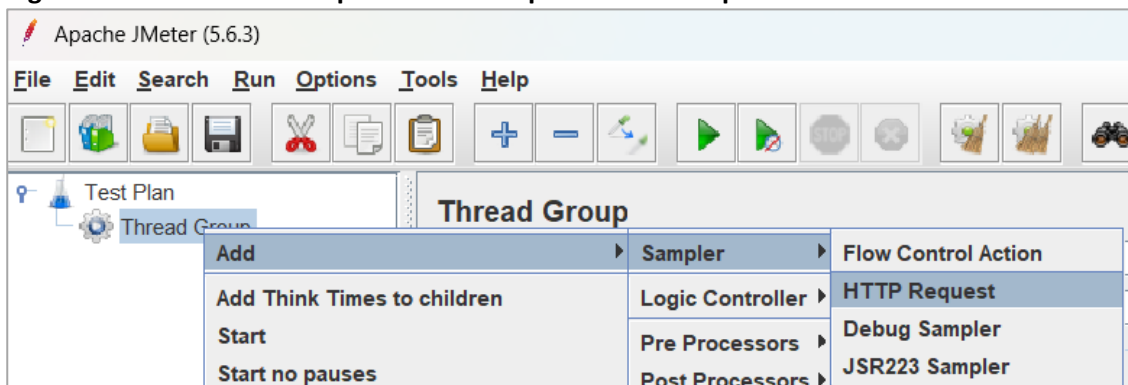 Apache JMeter (5.6.3)
File Edit Search Run Options Tools Help
STOP
Test Plan
Thread Group
Thread Group
Add
Sampler
Flow Control Action
Add Think Times to children
Logic Controller
HTTP Request
Start
Pre Processors
Debug Sampler
Start no pauses
Post Processors
JSR223 Sampler